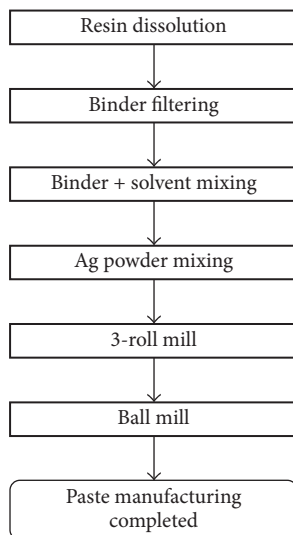 Resin dissolution
Binder filtering
Binder + solvent mixing
Ag powder mixing
3-roll mill
Ball mill
Paste manufacturing
completed